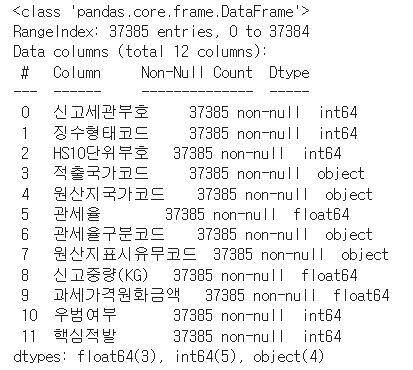 <class 'pandas.core.frame.DataFrame'>
RangeIndex: 37385 entries, 0 to 37384
Data columns (total 12 columns):
 #   Column      Non-Null Count  Dtype
---  ------      --------------  -----
 0   신고세관부호      37385 non-null  int64
 1   징수형태코드      37385 non-null  int64
 2   HS10단위부호   37385 non-null  int64
 3   적출국가코드      37385 non-null  object
 4   원산지국가코드     37385 non-null  object
 5   관세율         37385 non-null  float64
 6   관세율구분코드     37385 non-null  object
 7   원산지표시유무코드   37385 non-null  object
 8   신고중량(KG)    37385 non-null  float64
 9   과세가격원화금액    37385 non-null  float64
 10  우범여부        37385 non-null  int64
 11  핵심적발        37385 non-null  int64
dtypes: float64(3), int64(5), object(4)